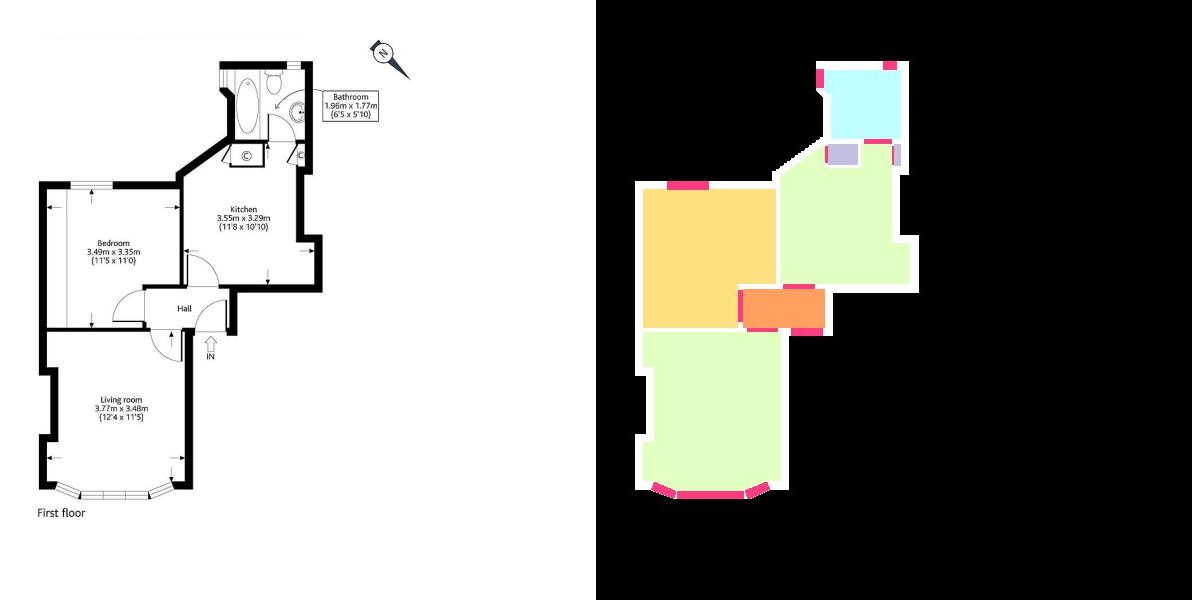 N
Bathroom
1.96m x 1.77m
(6'5 x 5'10)
C
C
Kitchen
3.55m x 3.29m
(11'8 x 10'10)
Bedroom
3.49m x 3.35m
(11'5 x 11'0)
Hall
IN
Living room
3.77m x 3.48m
(12'4 x 11'5)
First floor